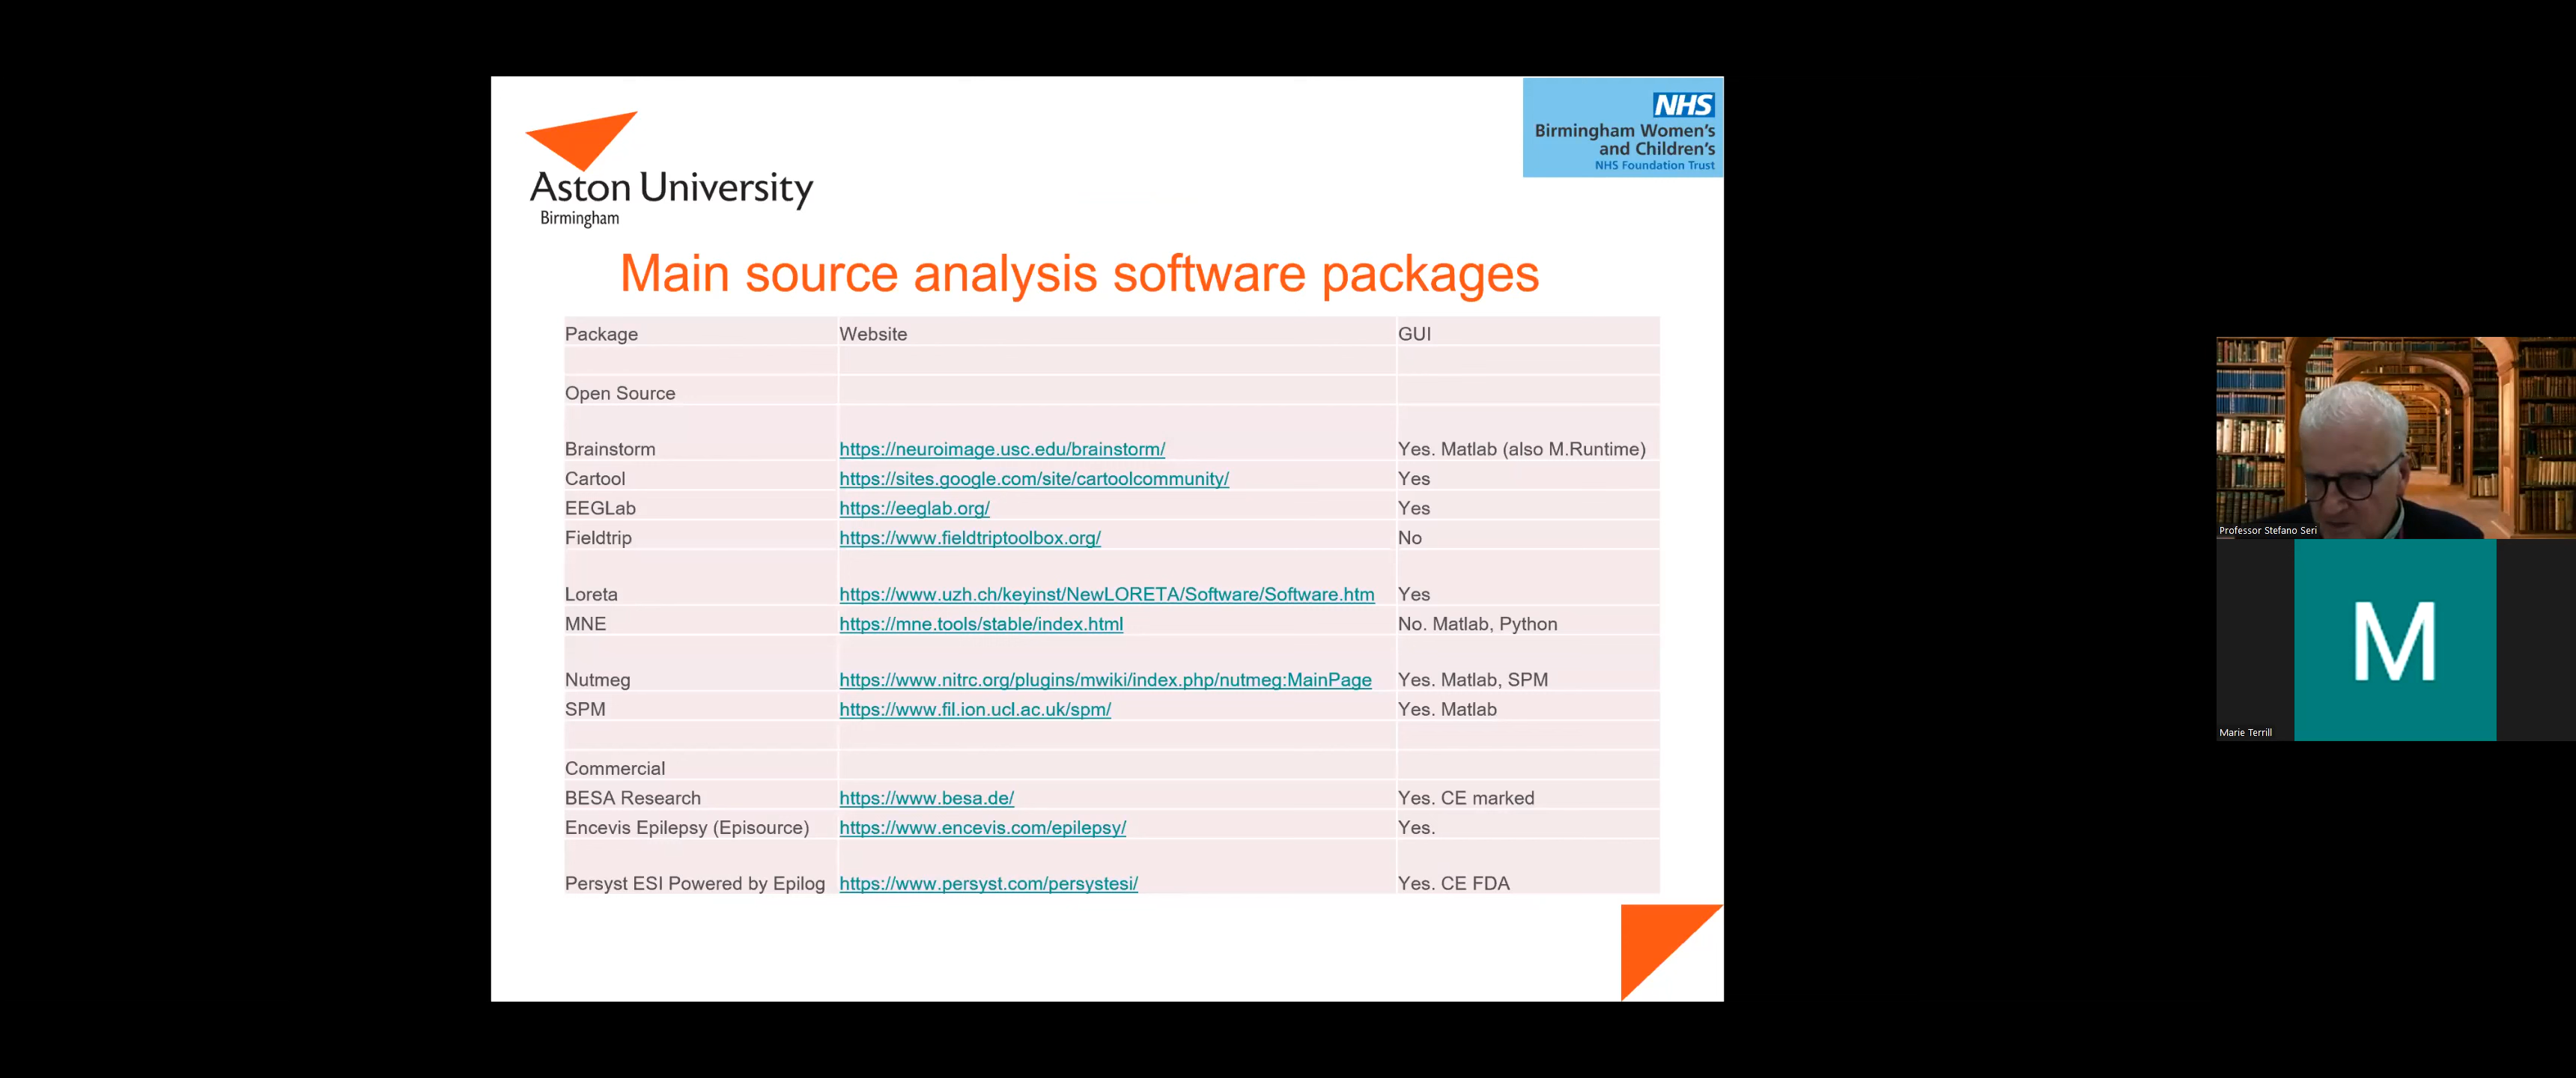 NHS
Birmingham Women's
and Children's
NHS Foundation Trust
Aston University
Birmingham
Main source analysis software packages
Package Website GUI
Open Source
Brainstorm https://neuroimage.usc.edu/brainstorm/ Yes. Matlab (also M.Runtime)
Cartool https://sites.google.com/site/cartoolcommunity/ Yes
EEGLab https://eeglab.org/ Yes
Fieldtrip https://www.fieldtriptoolbox.org/ No
Loreta https://www.uzh.ch/keyinst/NewLORETA/Software/Software.htm Yes
MNE https://mne.tools/stable/index.html No. Matlab, Python
Nutmeg https://www.nitrc.org/plugins/mwiki/index.php/nutmeg:MainPage Yes. Matlab, SPM
SPM https://www.fil.ion.ucl.ac.uk/spm/ Yes. Matlab
Commercial
BESA Research https://www.besa.de/ Yes. CE marked
Encevis Epilepsy (Episource) https://www.encevis.com/epilepsy/ Yes.
Persyst ESI Powered by Epilog https://www.persyst.com/persystesi/ Yes. CE FDA
Professor Stefano Seri
M
Marie Terrill